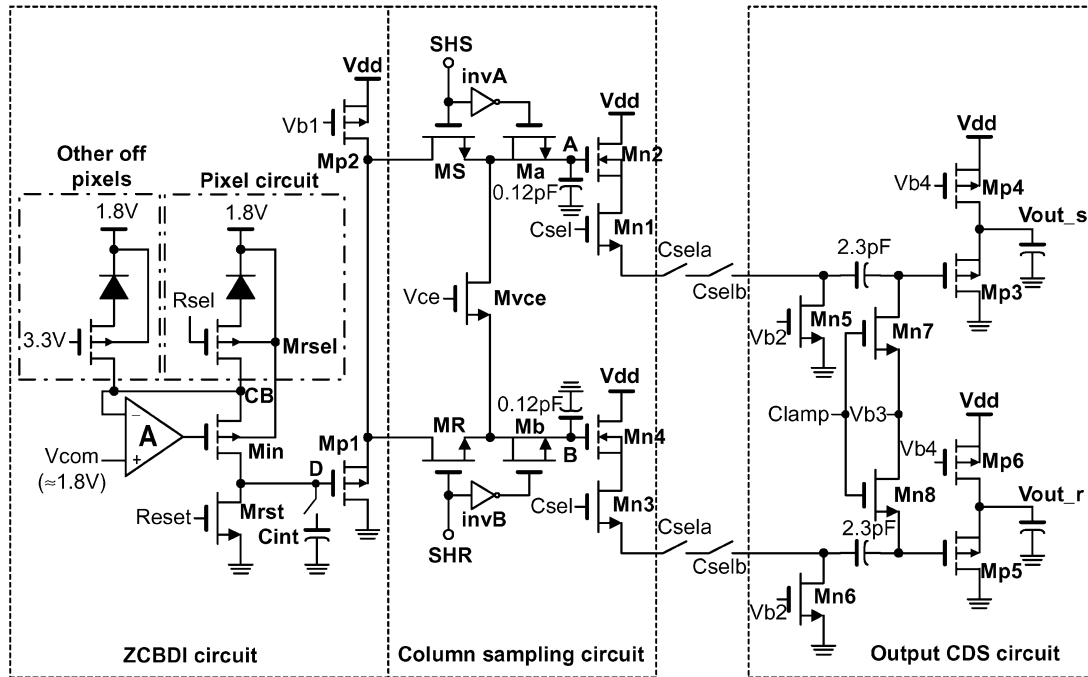 SHS
invA
Vdd
Vb1
Mp2
MS
Ma
A
Vdd
Mn2
0.12pF
Csel
Mn1
Csela
Cselb
Other off
pixels
Pixel circuit
1.8V
1.8V
Rsel
3.3V
Mrsel
CB
A
−
+
Vcom
(≈1.8V)
Min
Reset
Mrst
D
Cint
Mp1
Vce
Mvce
MR
Mb
0.12pF
B
Vdd
Mn4
invB
SHR
Csel
Mn3
Csela
Cselb
Vdd
Vb4
Mp4
Vout_s
2.3pF
Mp3
Mn5
Vb2
Mn7
Clamp
Vb3
Vdd
Vb4
Mp6
Vout_r
Mn8
2.3pF
Mp5
Mn6
Vb2
ZCBDI circuit
Column sampling circuit
Output CDS circuit